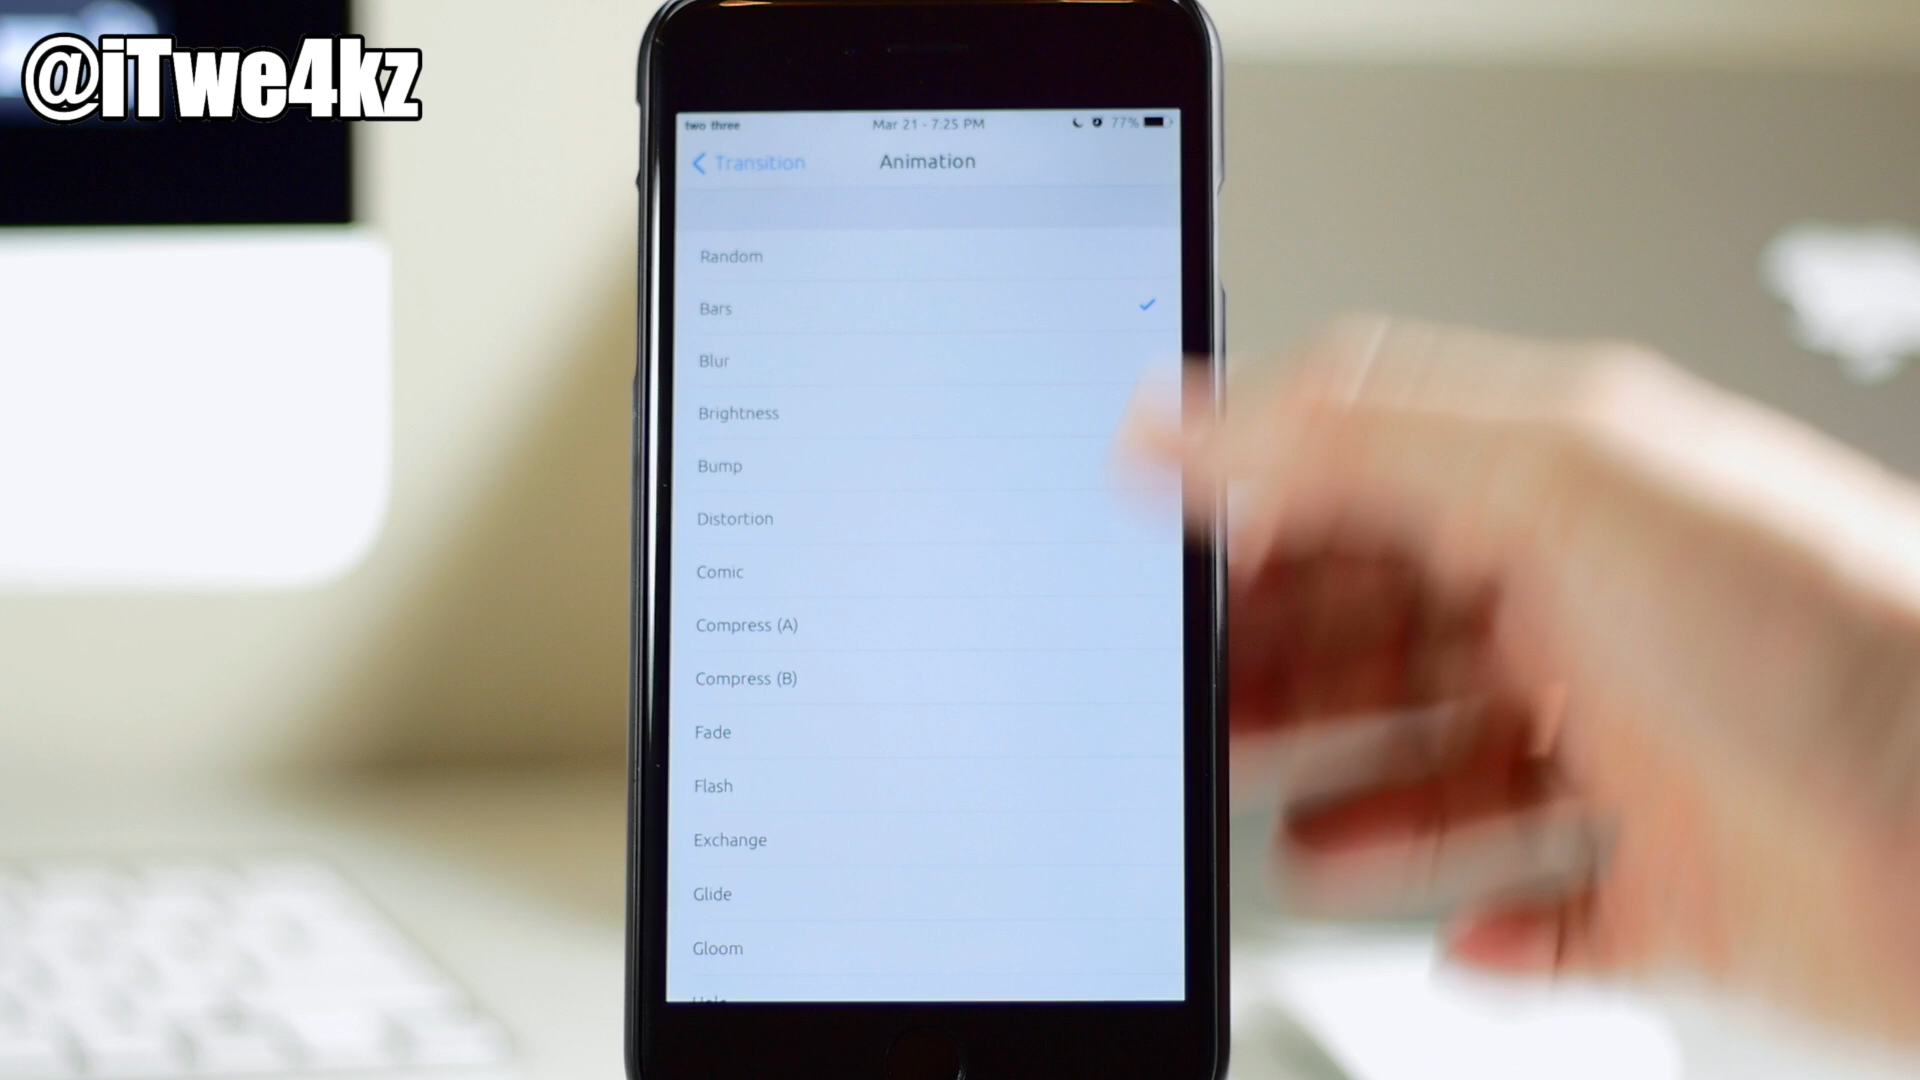 @iTwe4kz
two three Mar 21 - 7:25 PM 77%
Transition Animation
Random
Bars
Blur
Brightness
Bump
Distortion
Comic
Compress (A)
Compress (B)
Fade
Flash
Exchange
Glide
Gloom